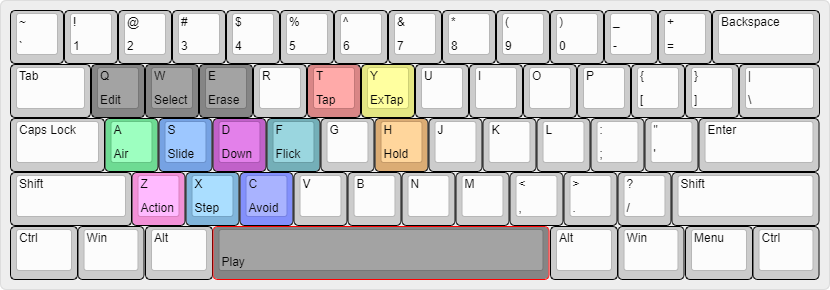 ~ ! @ # $ % ^ & * ( ) _ + Backspace
` 1 2 3 4 5 6 7 8 9 0 - =
Tab Q W E R T Y U I O P { } |
Edit Select Erase Tap ExTap [ ] \
Caps Lock A S D F G H J K L : " Enter
Air Slide Down Flick Hold ; '
Shift Z X C V B N M < > ? Shift
Action Step Avoid , . /
Ctrl Win Alt Alt Win Menu Ctrl
Play